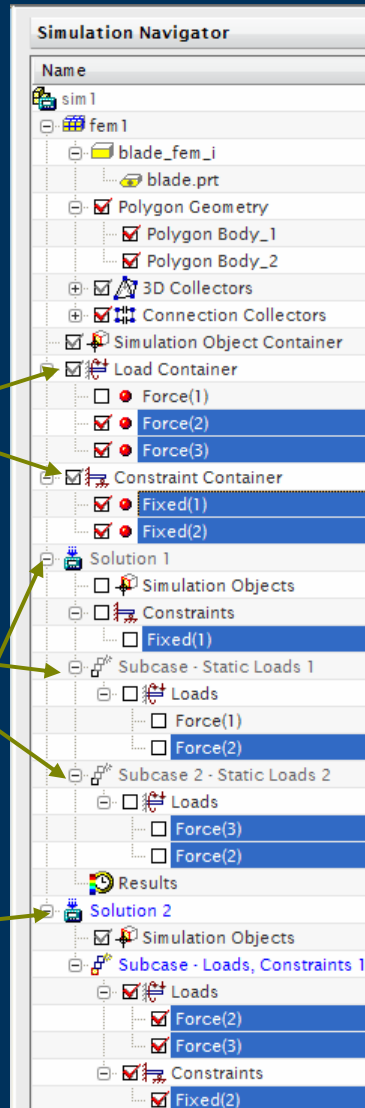 Simulation Navigator
Name
sim1
fem1
blade_fem_i
blade.prt
Polygon Geometry
Polygon Body_1
Polygon Body_2
3D Collectors
Connection Collectors
Simulation Object Container
Load Container
Force(1)
Force(2)
Force(3)
Constraint Container
Fixed(1)
Fixed(2)
Solution 1
Simulation Objects
Constraints
Fixed(1)
Subcase - Static Loads 1
Loads
Force(1)
Force(2)
Subcase 2 - Static Loads 2
Loads
Force(3)
Force(2)
Results
Solution 2
Simulation Objects
Subcase - Loads, Constraints 1
Loads
Force(2)
Force(3)
Constraints
Fixed(2)